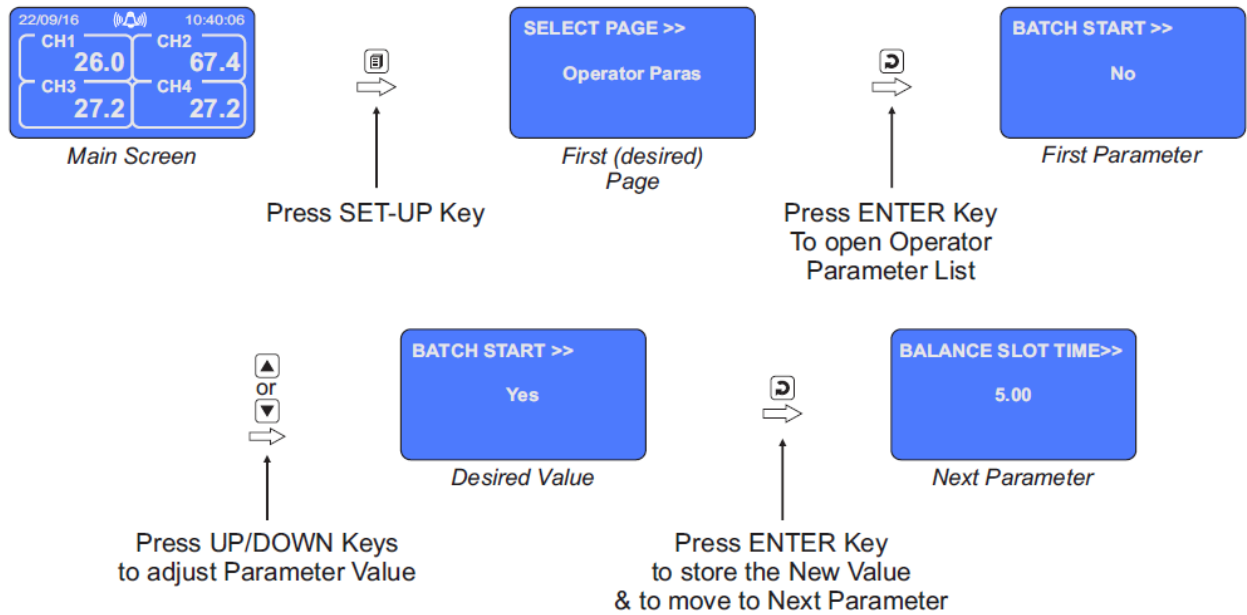 22/09/16 10:40:06
CH1 CH2
26.0 67.4
CH3 CH4
27.2 27.2
Main Screen
Press SET-UP Key
SELECT PAGE >>
Operator Paras
First (desired)
Page
Press ENTER Key
To open Operator
Parameter List
BATCH START >>
No
First Parameter
or
Press UP/DOWN Keys
to adjust Parameter Value
BATCH START >>
Yes
Desired Value
Press ENTER Key
to store the New Value
& to move to Next Parameter
BALANCE SLOT TIME>>
5.00
Next Parameter